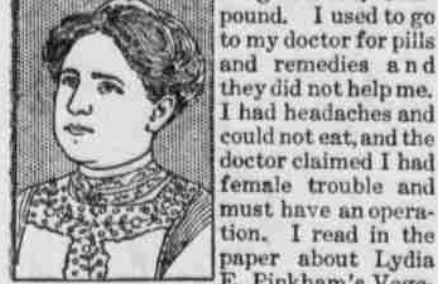 pound. I used to go
to my doctor for pills
and remedies and
they did not help me.
I had headaches and
could not eat, and the
doctor claimed I had
female trouble and
must have an opera-
tion. I read in the
paper about Lydia
E. Pinkham's Vege-